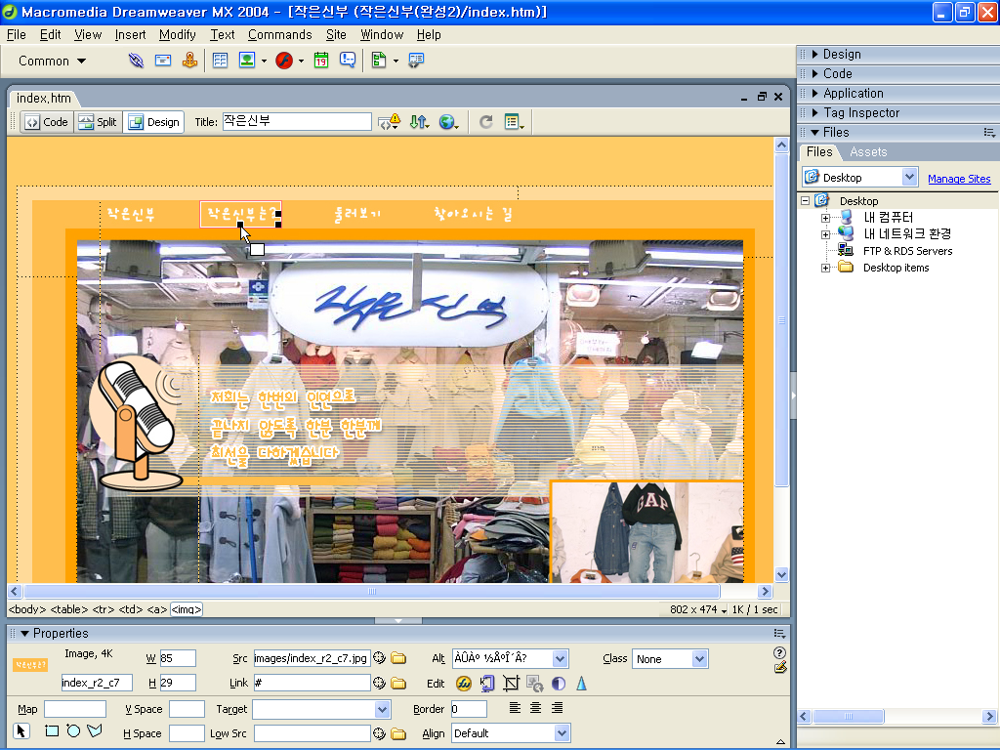 Macromedia Dreamweaver MX 2004 - [작은신부 (작은신부(완성2)/index.htm)]
File Edit View Insert Modify Text Commands Site Window Help
Common
19
Design
Code
Application
Tag Inspector
Files
index.htm
Code Split Design Title: 작은신부
Files Assets
Desktop Manage Sites
Desktop
내 컴퓨터
내 네트워크 환경
FTP & RDS Servers
Desktop items
작은신부 작은신부는? 둘러보기 찾아오시는 길
작은신부
저희는 한번의 인연으로
끝나지 않도록 한분 한분께
최선을 다하겠습니다
GAP
<body> <table> <tr> <td> <a> <img> 802 x 474 1K / 1 sec
Properties
Image, 4K W 85 Src images/index_r2_c7.jpg Alt ÀÛÀº ½ÅºÎ´Â? Class None
작은신부는?
index_r2_c7 H 29 Link # Edit
Map V Space Target Border 0
H Space Low Src Align Default